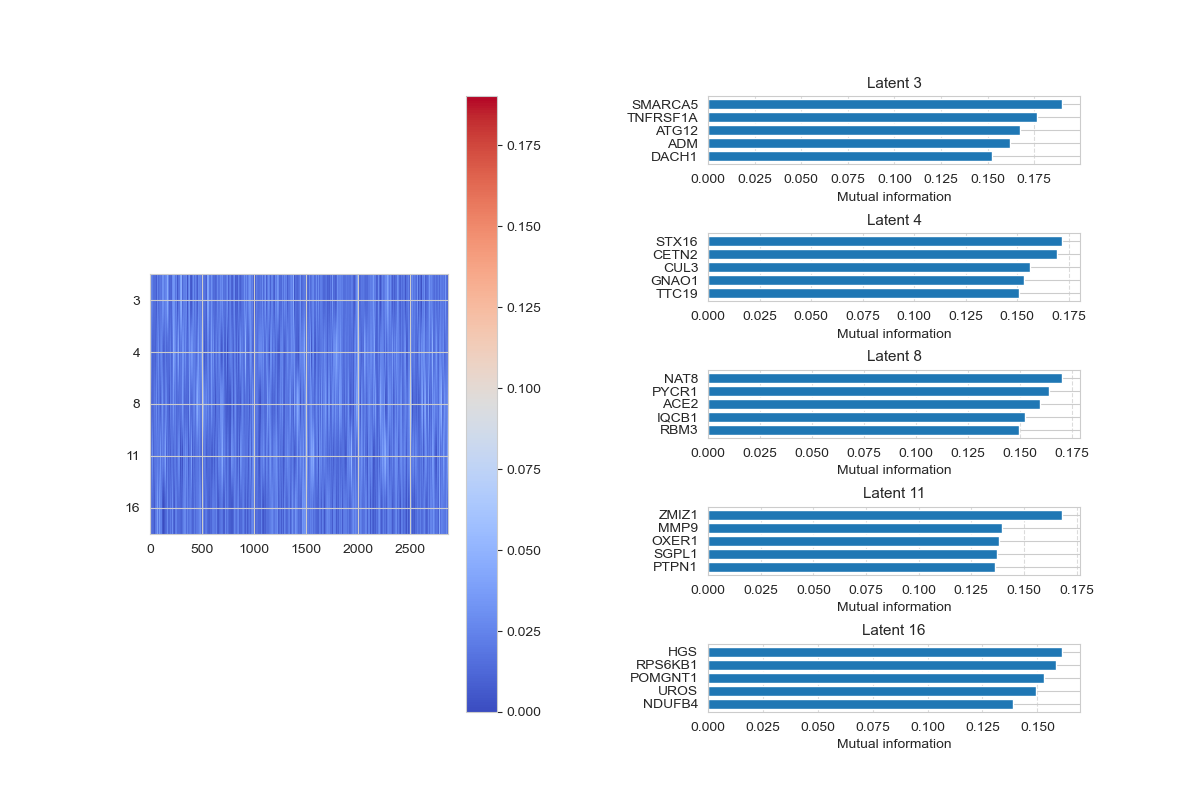 3
4
8
11
16
0 500 1000 1500 2000 2500
0.175
0.150
0.125
0.100
0.075
0.050
0.025
0.000
Latent 3
SMARCA5
TNFRSF1A
ATG12
ADM
DACH1
0.000 0.025 0.050 0.075 0.100 0.125 0.150 0.175
Mutual information
Latent 4
STX16
CETN2
CUL3
GNAO1
TTC19
0.000 0.025 0.050 0.075 0.100 0.125 0.150 0.175
Mutual information
Latent 8
NAT8
PYCR1
ACE2
IQCB1
RBM3
0.000 0.025 0.050 0.075 0.100 0.125 0.150 0.175
Mutual information
Latent 11
ZMIZ1
MMP9
OXER1
SGPL1
PTPN1
0.000 0.025 0.050 0.075 0.100 0.125 0.150 0.175
Mutual information
Latent 16
HGS
RPS6KB1
POMGNT1
UROS
NDUFB4
0.000 0.025 0.050 0.075 0.100 0.125 0.150
Mutual information